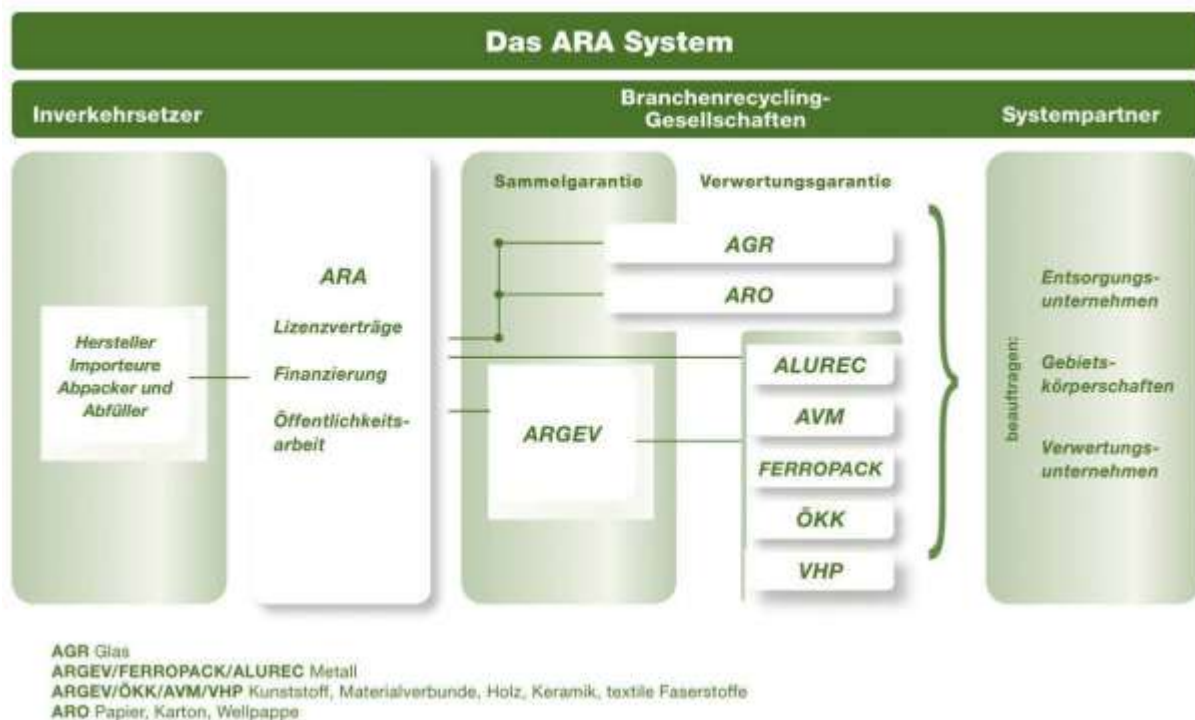 Das ARA System
Inverkehrsetzer
Branchenrecycling-
Gesellschaften
Systempartner
Sammelgarantie
Verwertungsgarantie
Hersteller
Importeure
Abpacker und
Abfüller
ARA
Lizenzverträge
Finanzierung
Öffentlichkeits-
arbeit
ARGEV
AGR
ARO
ALUREC
AVM
FERROPACK
ÖKK
VHP
beauftragen:
Entsorgungs-
unternehmen
Gebiets-
körperschaften
Verwertungs-
unternehmen
AGR Glas
ARGEV/FERROPACK/ALUREC Metall
ARGEV/ÖKK/AVM/VHP Kunststoff, Materialverbunde, Holz, Keramik, textile Faserstoffe
ARO Papier, Karton, Wellpappe